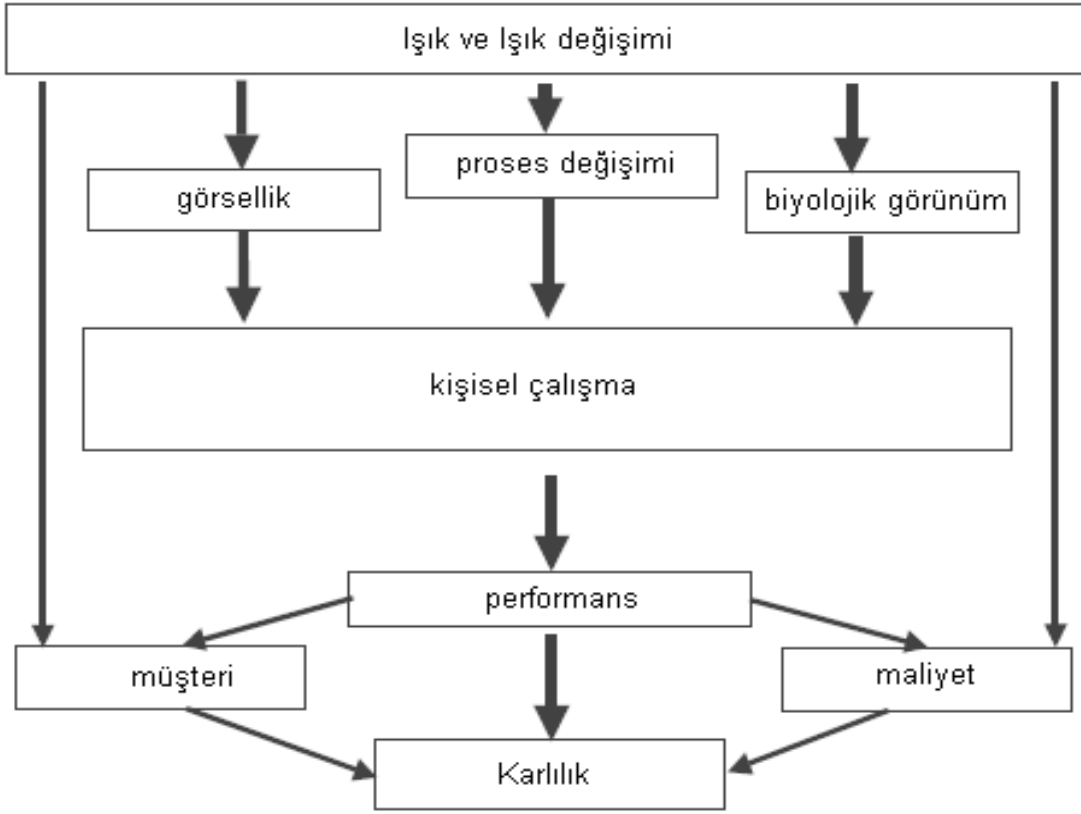 Işık ve Işık değişimi
görsellik
proses değişimi
biyolojik görünüm
kişisel çalışma
performans
müşteri
maliyet
Karlılık